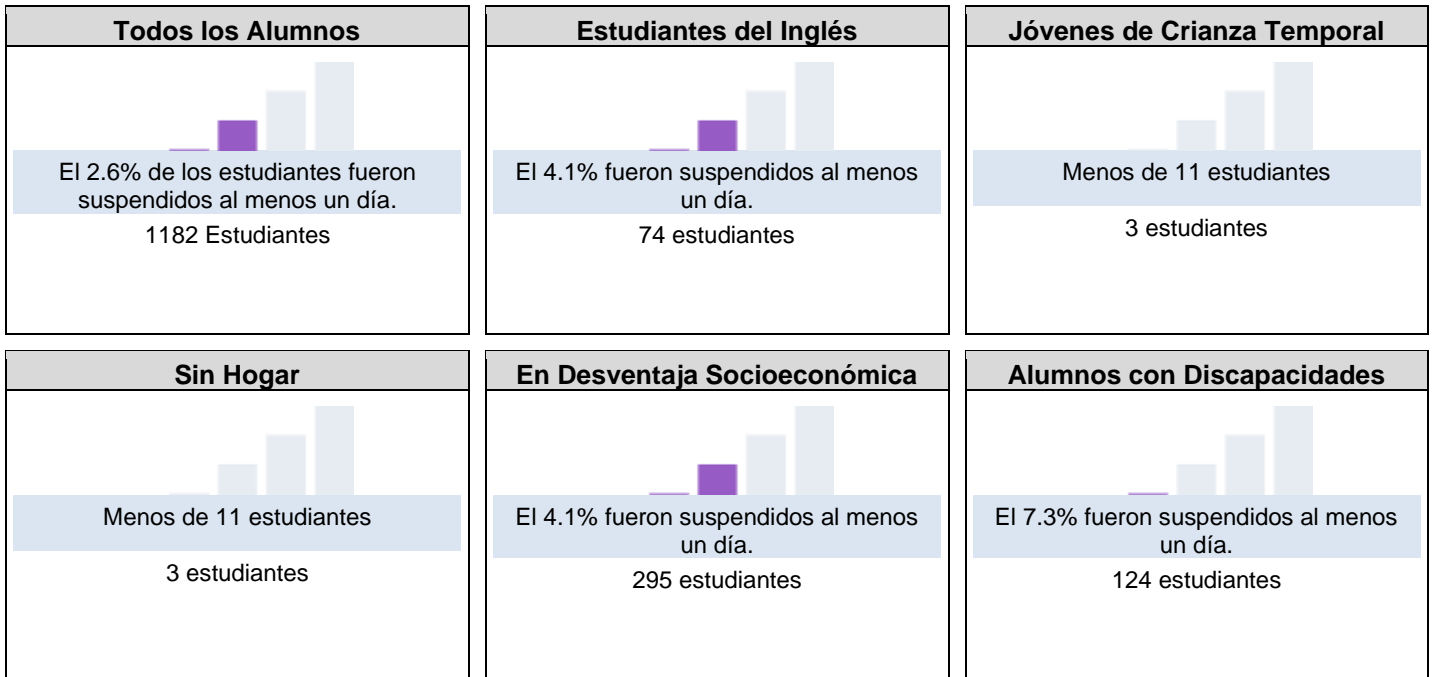 Todos los Alumnos
El 2.6% de los estudiantes fueron
suspendidos al menos un día.
1182 Estudiantes
Estudiantes del Inglés
El 4.1% fueron suspendidos al menos
un día.
74 estudiantes
Jóvenes de Crianza Temporal
Menos de 11 estudiantes
3 estudiantes
Sin Hogar
Menos de 11 estudiantes
3 estudiantes
En Desventaja Socioeconómica
El 4.1% fueron suspendidos al menos
un día.
295 estudiantes
Alumnos con Discapacidades
El 7.3% fueron suspendidos al menos
un día.
124 estudiantes